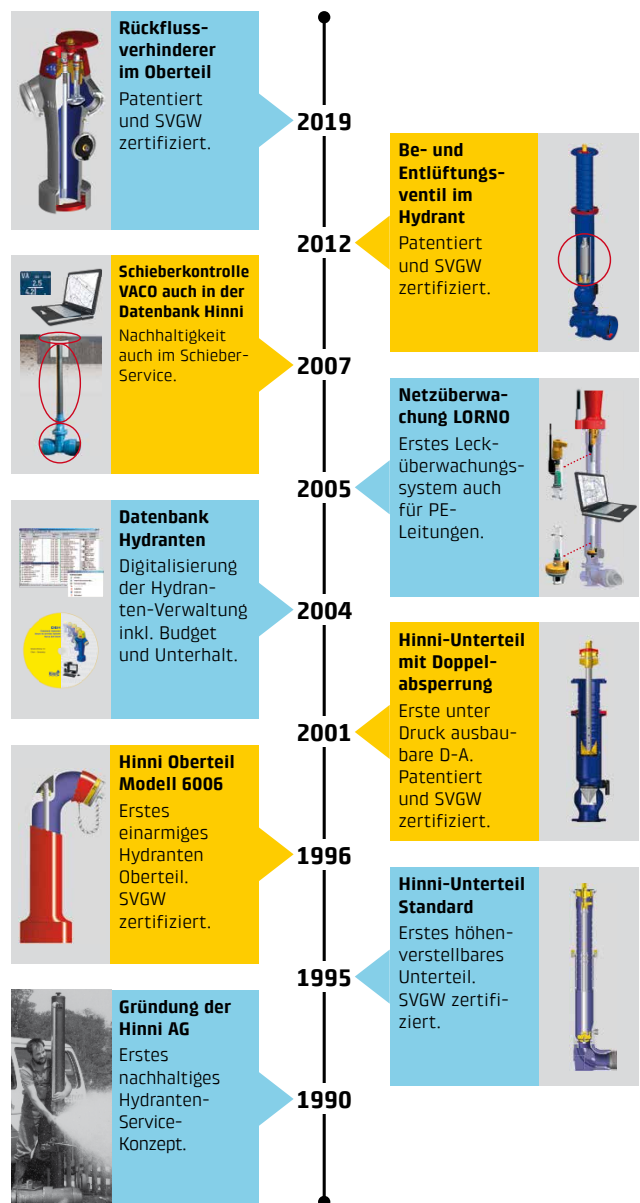 Rückfluss-
verhinderer
im Oberteil
Patentiert
und SVGW
zertifiziert.
2019
Be- und
Entlüftungs-
ventil im
Hydrant
Patentiert
und SVGW
zertifiziert.
2012
Schieberkontrolle
VACO auch in der
Datenbank Hinni
Nachhaltigkeit
auch im Schieber-
Service.
2007
Netzüberwa-
chung LORNO
Erstes Leck-
überwachungs-
system auch
für PE-
Leitungen.
2005
Datenbank
Hydranten
Digitalisierung
der Hydran-
ten-Verwaltung
inkl. Budget
und Unterhalt.
2004
Hinni-Unterteil
mit Doppel-
absperrung
Erste unter
Druck ausbau-
bare D-A.
Patentiert
und SVGW
zertifiziert.
2001
Hinni Oberteil
Modell 6006
Erstes
einarmiges
Hydranten
Oberteil.
SVGW
zertifiziert.
1996
Hinni-Unterteil
Standard
Erstes höhen-
verstellbares
Unterteil.
SVGW zertifi-
ziert.
1995
Gründung der
Hinni AG
Erstes
nachhaltiges
Hydranten-
Service-
Konzept.
1990